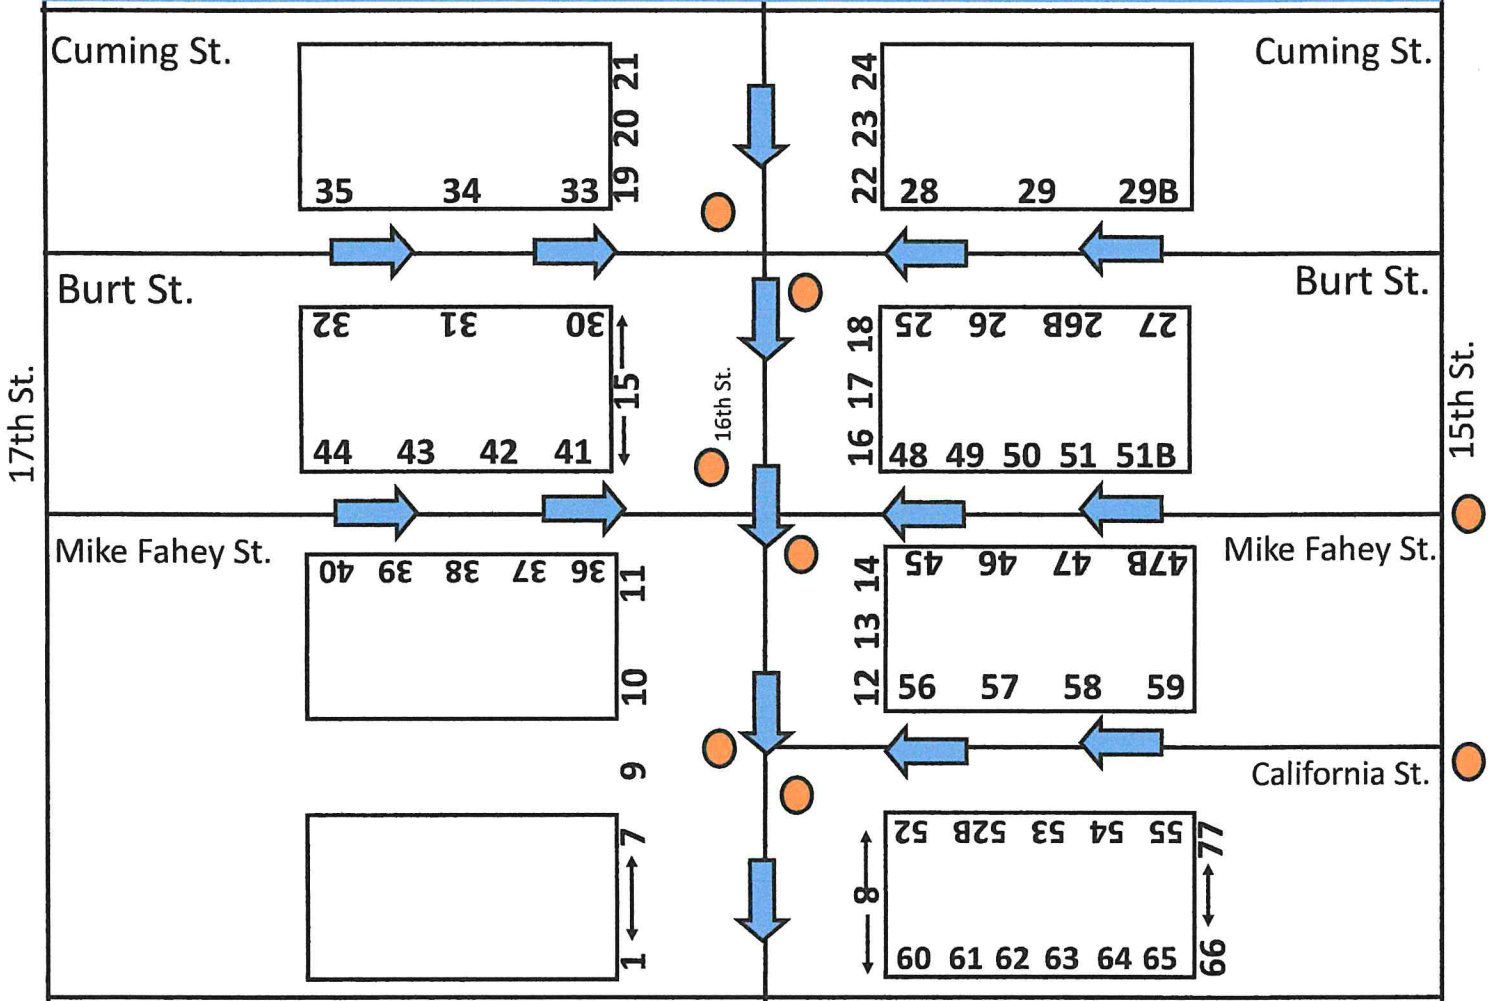 Cuming St.
Cuming St.
21
20
19
24
23
22
35 34 33
28 29 29B
Burt St.
Burt St.
32 31 30
25 26 26B 27
15
18
17
16
16th St.
17th St.
15th St.
44 43 42 41
48 49 50 51 51B
Mike Fahey St.
Mike Fahey St.
40 39 38 37 36
45 46 47 47B
11
10
14
13
12
56 57 58 59
9
California St.
7
1
8
52 52B 53 54 55
77
66
60 61 62 63 64 65